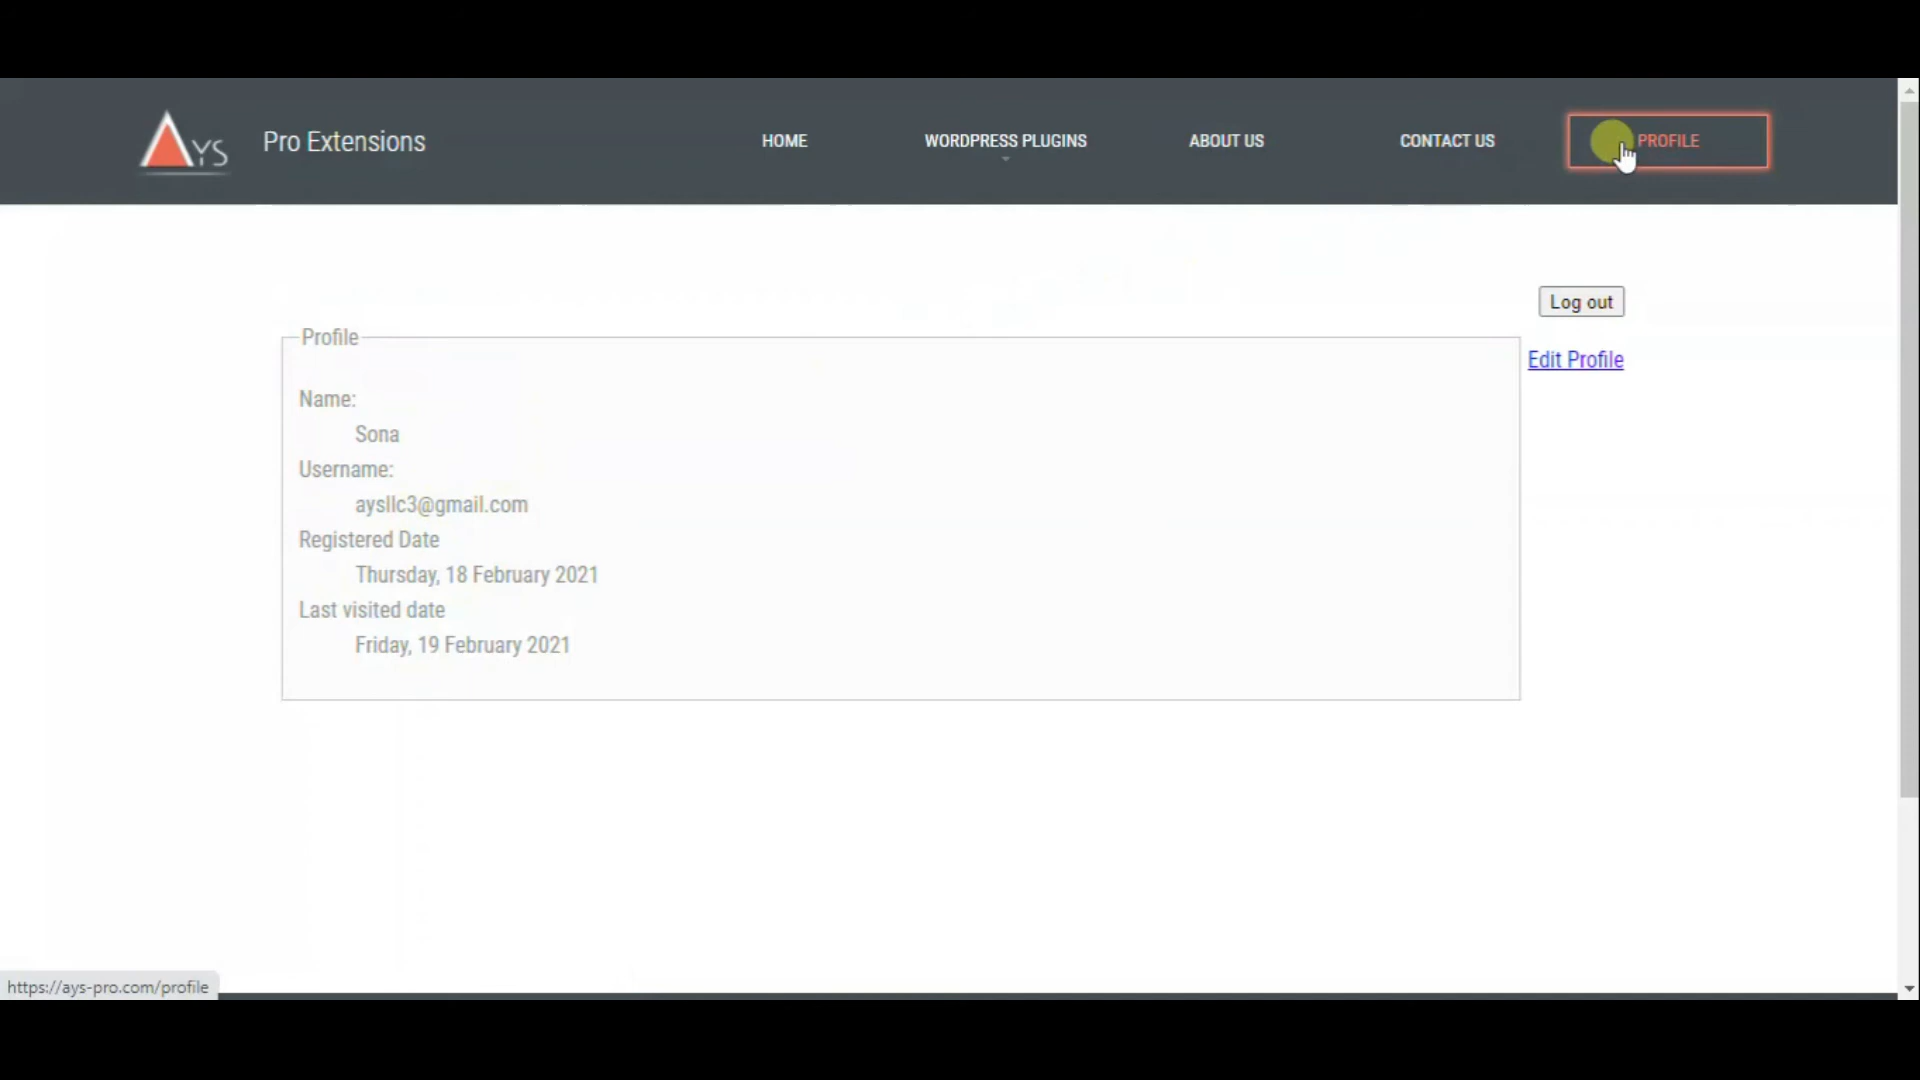 AYS Pro Extensions HOME WORDPRESS PLUGINS ABOUT US CONTACT US PROFILE
Log out
Profile
Edit Profile
Name:
Sona
Username:
aysllc3@gmail.com
Registered Date
Thursday, 18 February 2021
Last visited date
Friday, 19 February 2021
https://ays-pro.com/profile